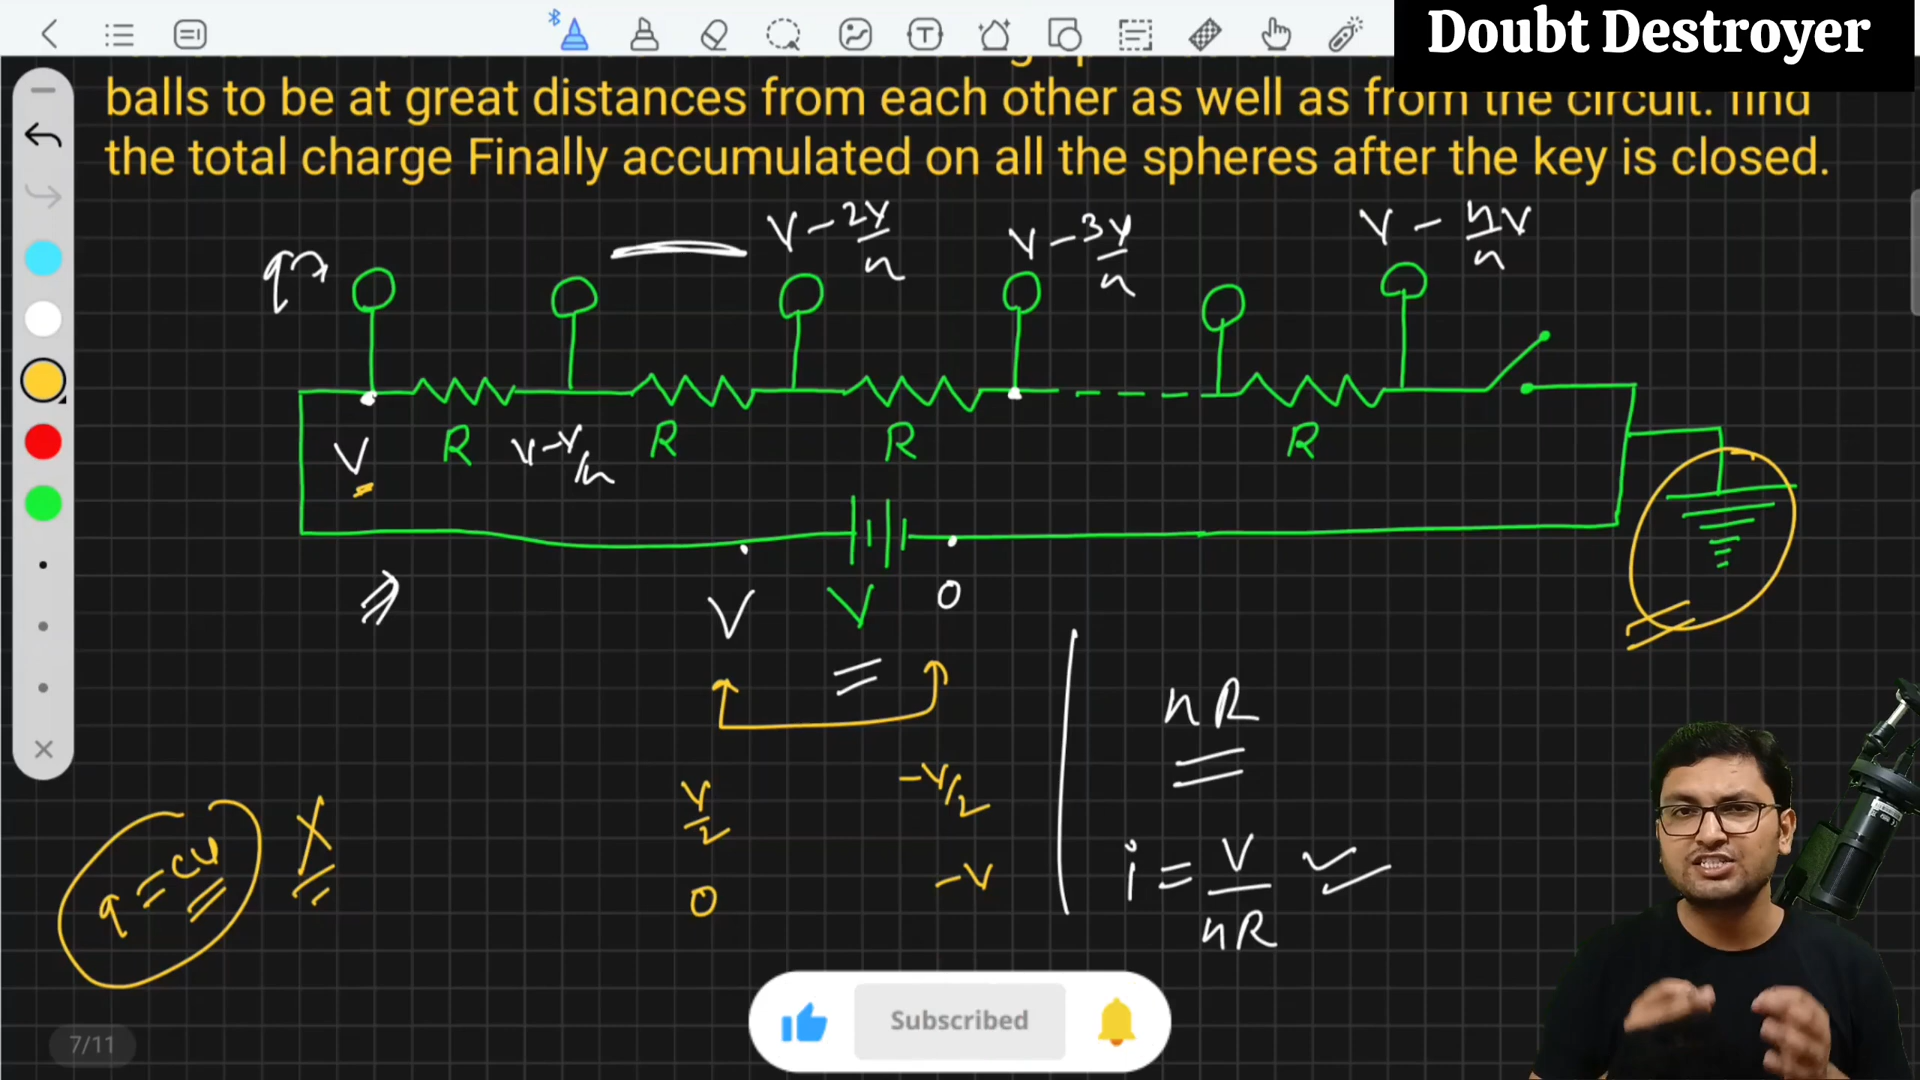 Doubt Destroyer
balls to be at great distances from each other as well as from the circuit. find
the total charge Finally accumulated on all the spheres after the key is closed.
q
V - 2V/n
V - 3V/n
V - nV/n
V
R
V - V/n
R
R
R
V
V
0
nR
V/2
-V/2
0
-V
q = cv
X
i = V/nR
Subscribed
7/11